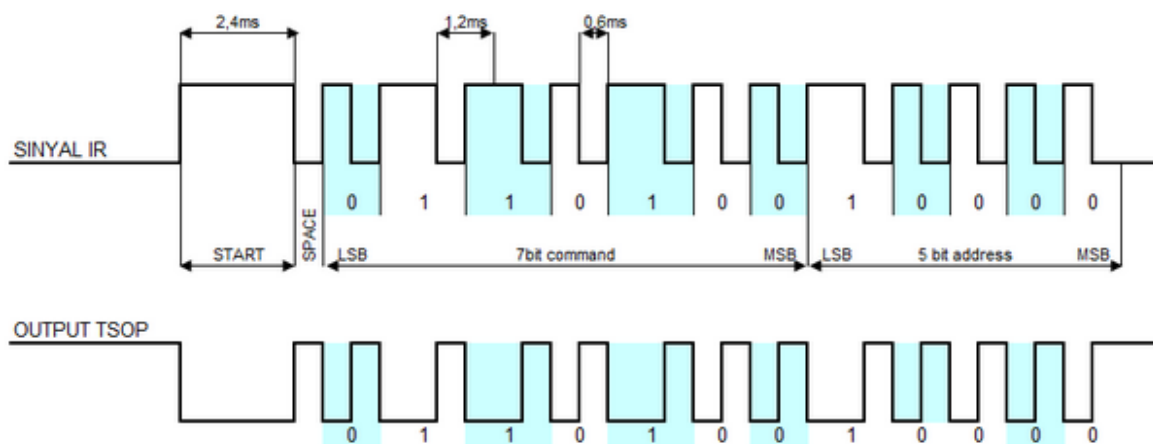 2,4ms 1,2ms 0,6ms
SINYAL IR
0 1 1 0 1 0 0 1 0 0 0 0
START SPACE LSB 7bit command MSB LSB 5 bit address MSB
OUTPUT TSOP
0 1 1 0 1 0 0 1 0 0 0 0